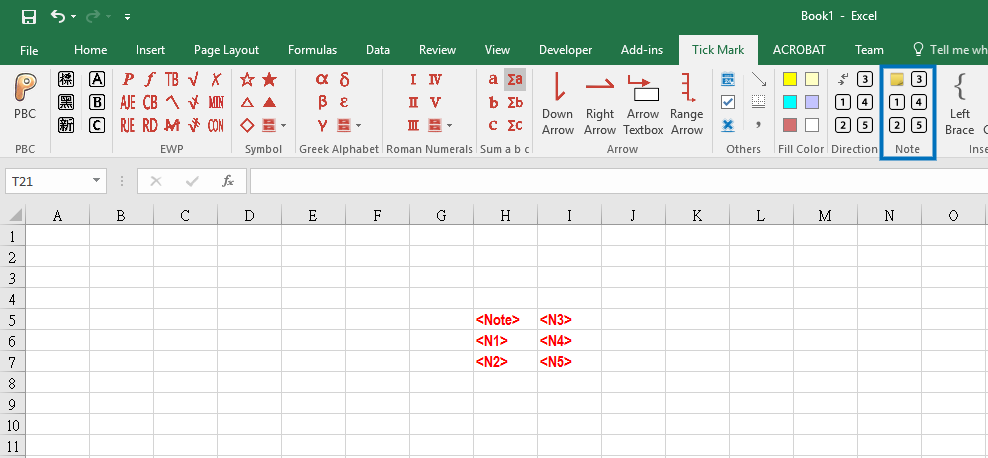 Book1 - Excel
File Home Insert Page Layout Formulas Data Review View Developer Add-ins Tick Mark ACROBAT Team Tell me wh
PBC
PBC
標 A
黑 B
新 C
P f TB √ X
AJE CB √ MIN
RJE RD √ CON
EWP
Symbol
α δ
β ε
γ
Greek Alphabet
I IV
II V
III
Roman Numerals
a Σa
b Σb
c Σc
Sum a b c
Down Arrow
Right Arrow
Arrow Textbox
Range Arrow
Arrow
Others
Fill Color
3
1 4
2 5
Direction
3
1 4
2 5
Note
{
Left Brace
Inse
T21 fx
A B C D E F G H I J K L M N O
1
2
3
4
5 <Note> <N3>
6 <N1> <N4>
7 <N2> <N5>
8
9
10
11